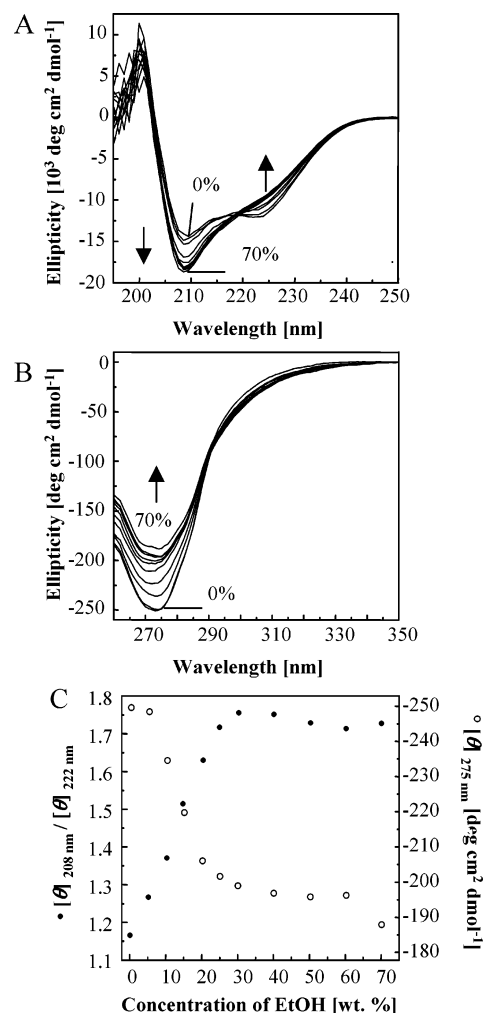 A
Ellipticity [10³ deg cm² dmol⁻¹]
10
5
0
-5
-10
-15
-20
0%
70%
200 210 220 230 240 250
Wavelength [nm]
B
Ellipticity [deg cm² dmol⁻¹]
0
-50
-100
-150
-200
-250
70%
0%
270 290 310 330 350
Wavelength [nm]
C
• [θ] 208 nm / [θ] 222 nm
1.8
1.7
1.6
1.5
1.4
1.3
1.2
1.1
-250
-240
-230
-220
-210
-200
-190
-180
○ [θ] 275 nm [deg cm² dmol⁻¹]
0 10 20 30 40 50 60 70
Concentration of EtOH [wt. %]